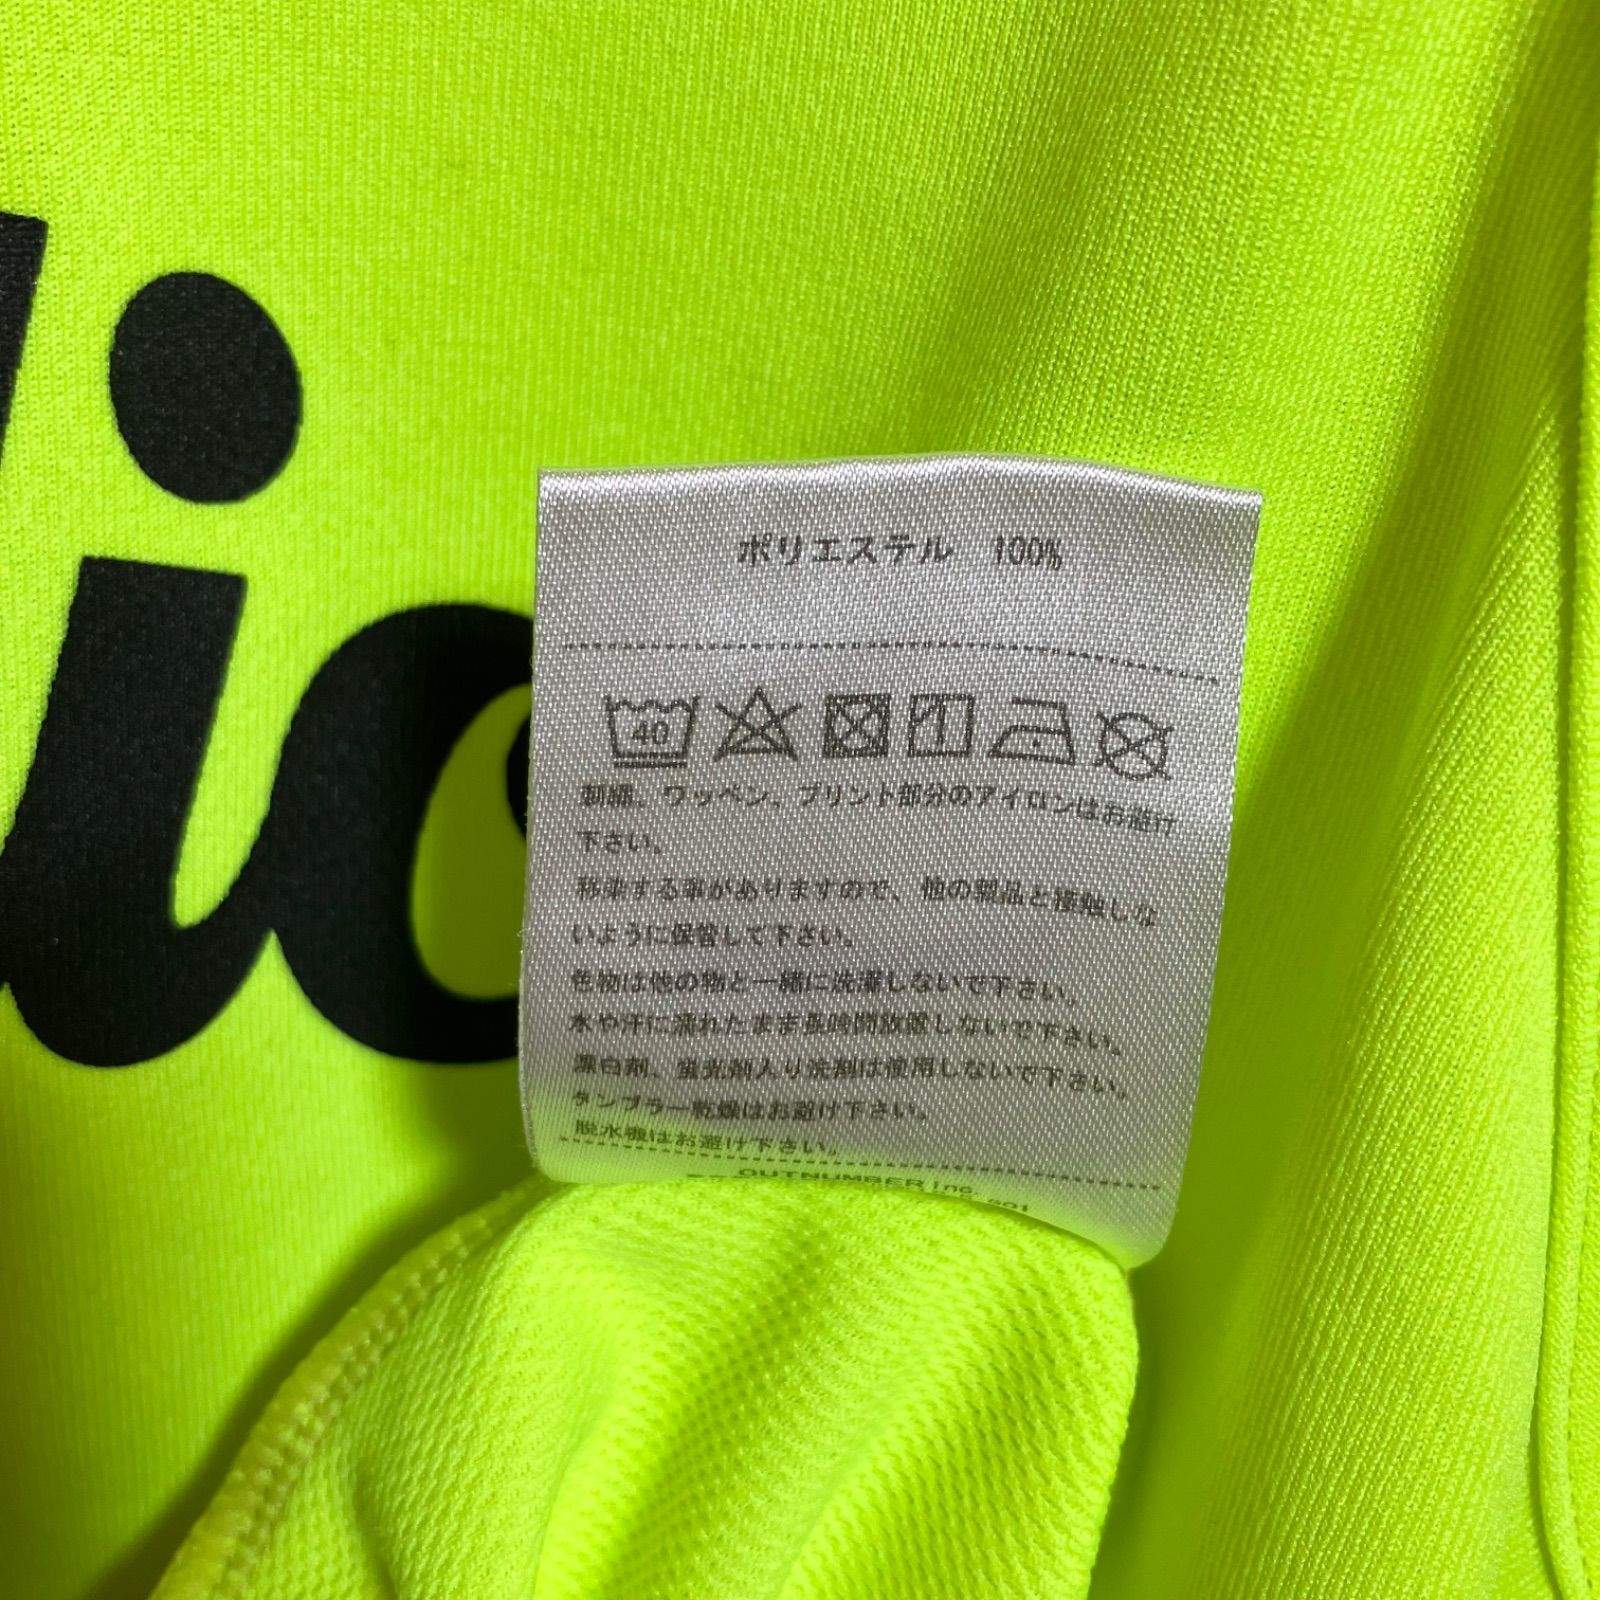 ic
ポリエステル 100%
40
刺繍、ワッペン、プリント部分のアイロンはお避け
下さい。
移染する事がありますので、他の製品と接触しな
いように保管して下さい。
色物は他の物と一緒に洗濯しないで下さい。
水や汗に濡れたまま長時間放置しないで下さい。
漂白剤、蛍光剤入り洗剤は使用しないで下さい。
タンブラー乾燥はお避け下さい。
脱水機はお避け下さい。
OUTNUMBER Inc.